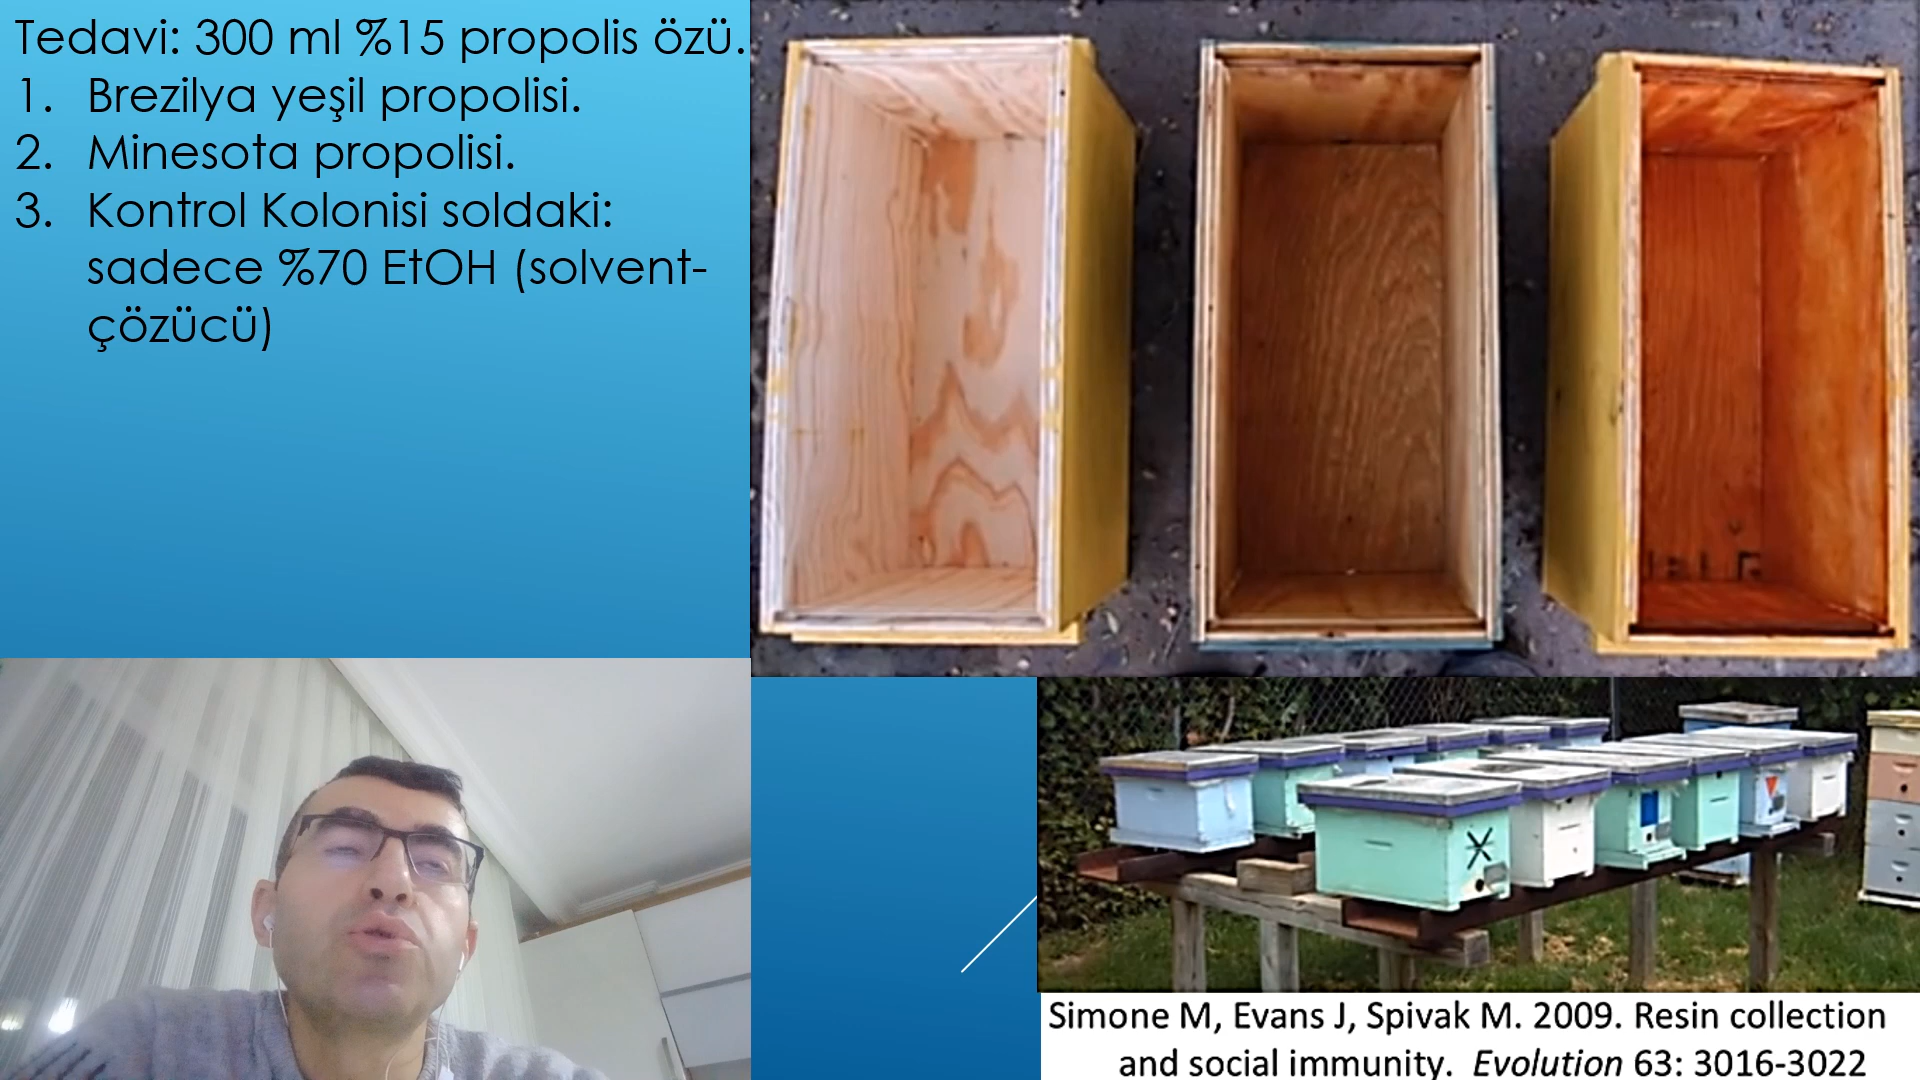 Tedavi: 300 ml %15 propolis özü.
1. Brezilya yeşil propolisi.
2. Minesota propolisi.
3. Kontrol Kolonisi soldaki:
sadece %70 EtOH (solvent-
çözücü)
Simone M, Evans J, Spivak M. 2009. Resin collection
and social immunity. Evolution 63: 3016-3022